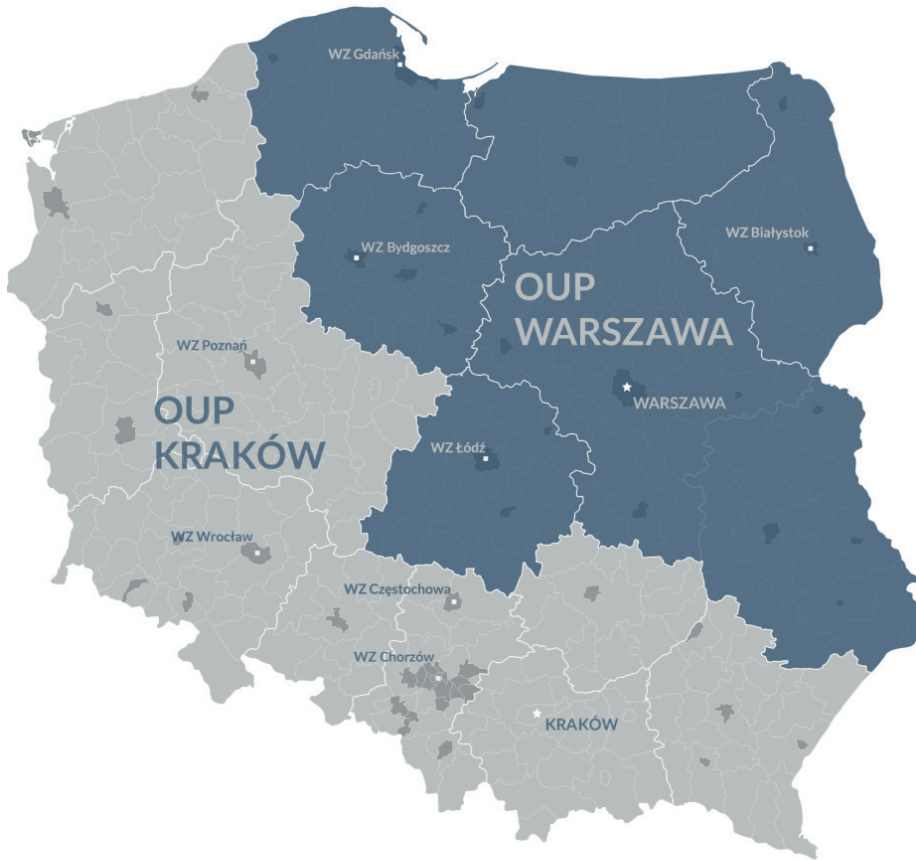 WZ Gdańsk
WZ Białystok
WZ Bydgoszcz
OUP
WARSZAWA
WZ Poznań
WARSZAWA
OUP
KRAKÓW
WZ Łódź
WZ Wrocław
WZ Częstochowa
WZ Chorzów
KRAKÓW